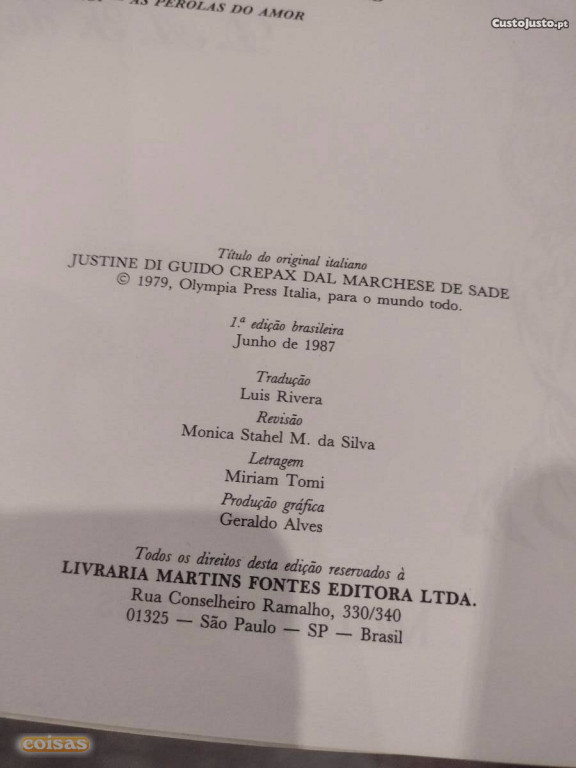 AS PÉROLAS DO AMOR
CustoJusto.pt
Título do original italiano
JUSTINE DI GUIDO CREPAX DAL MARCHESE DE SADE
© 1979, Olympia Press Italia, para o mundo todo.
1.ª edição brasileira
Junho de 1987
Tradução
Luis Rivera
Revisão
Monica Stahel M. da Silva
Letragem
Miriam Tomi
Produção gráfica
Geraldo Alves
Todos os direitos desta edição reservados à
LIVRARIA MARTINS FONTES EDITORA LTDA.
Rua Conselheiro Ramalho, 330/340
01325 — São Paulo — SP — Brasil
coisas